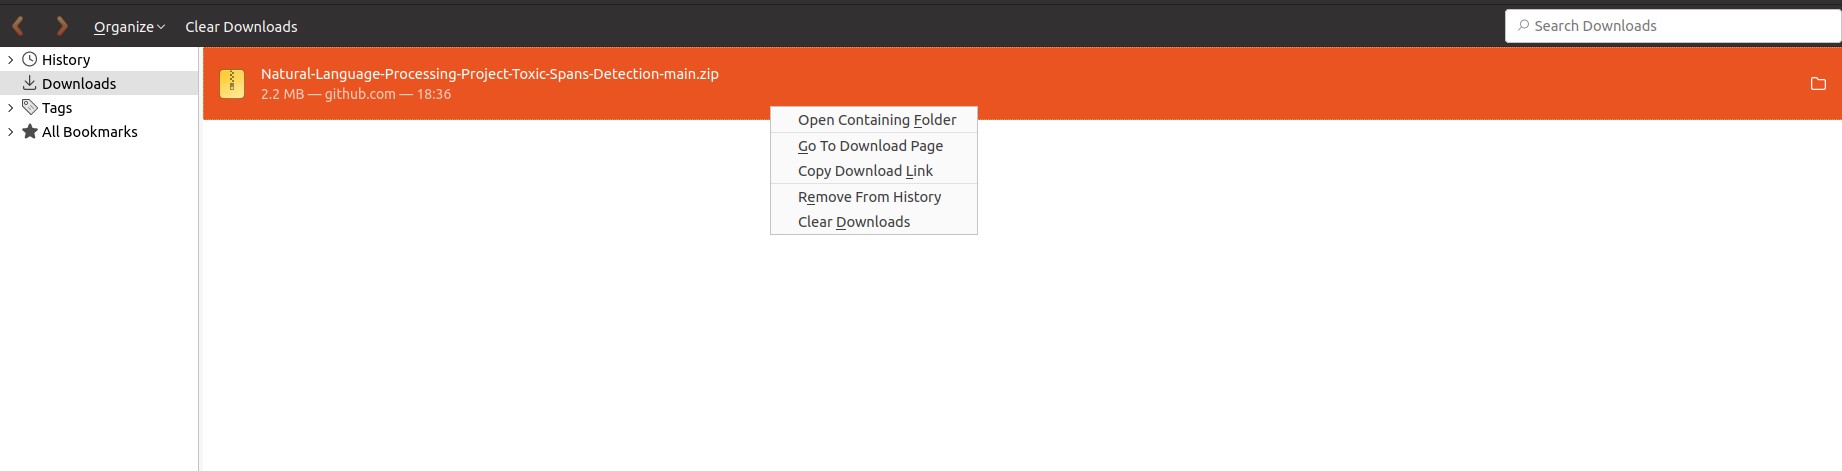 Organize
Clear Downloads
Search Downloads
History
Downloads
Tags
All Bookmarks
Natural-Language-Processing-Project-Toxic-Spans-Detection-main.zip
2.2 MB — github.com — 18:36
Open Containing Folder
Go To Download Page
Copy Download Link
Remove From History
Clear Downloads